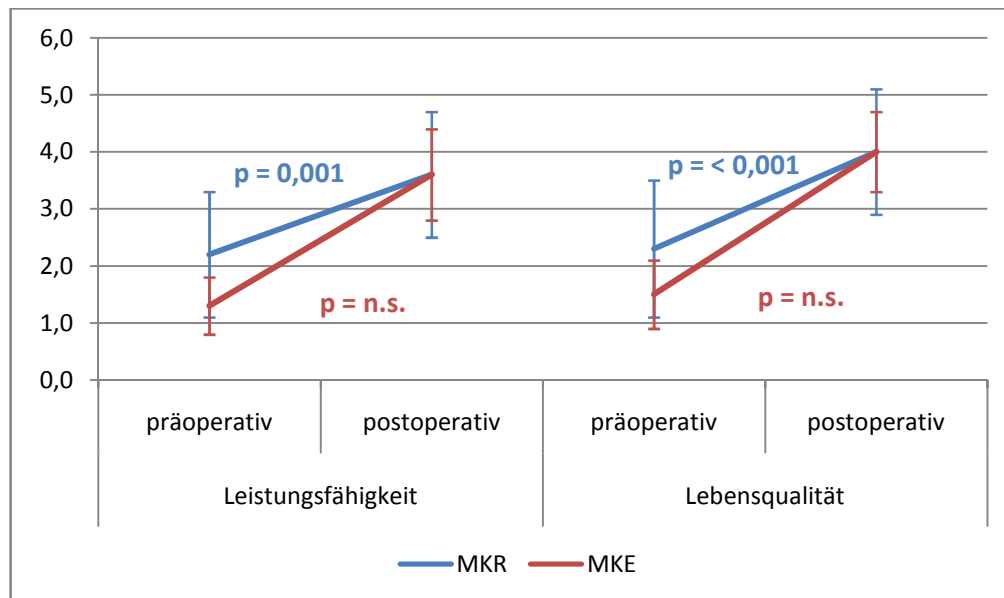 6,0
5,0
4,0
3,0
2,0
1,0
0,0
p = 0,001
p = < 0,001
p = n.s.
p = n.s.
präoperativ postoperativ präoperativ postoperativ
Leistungsfähigkeit Lebensqualität
MKR MKE